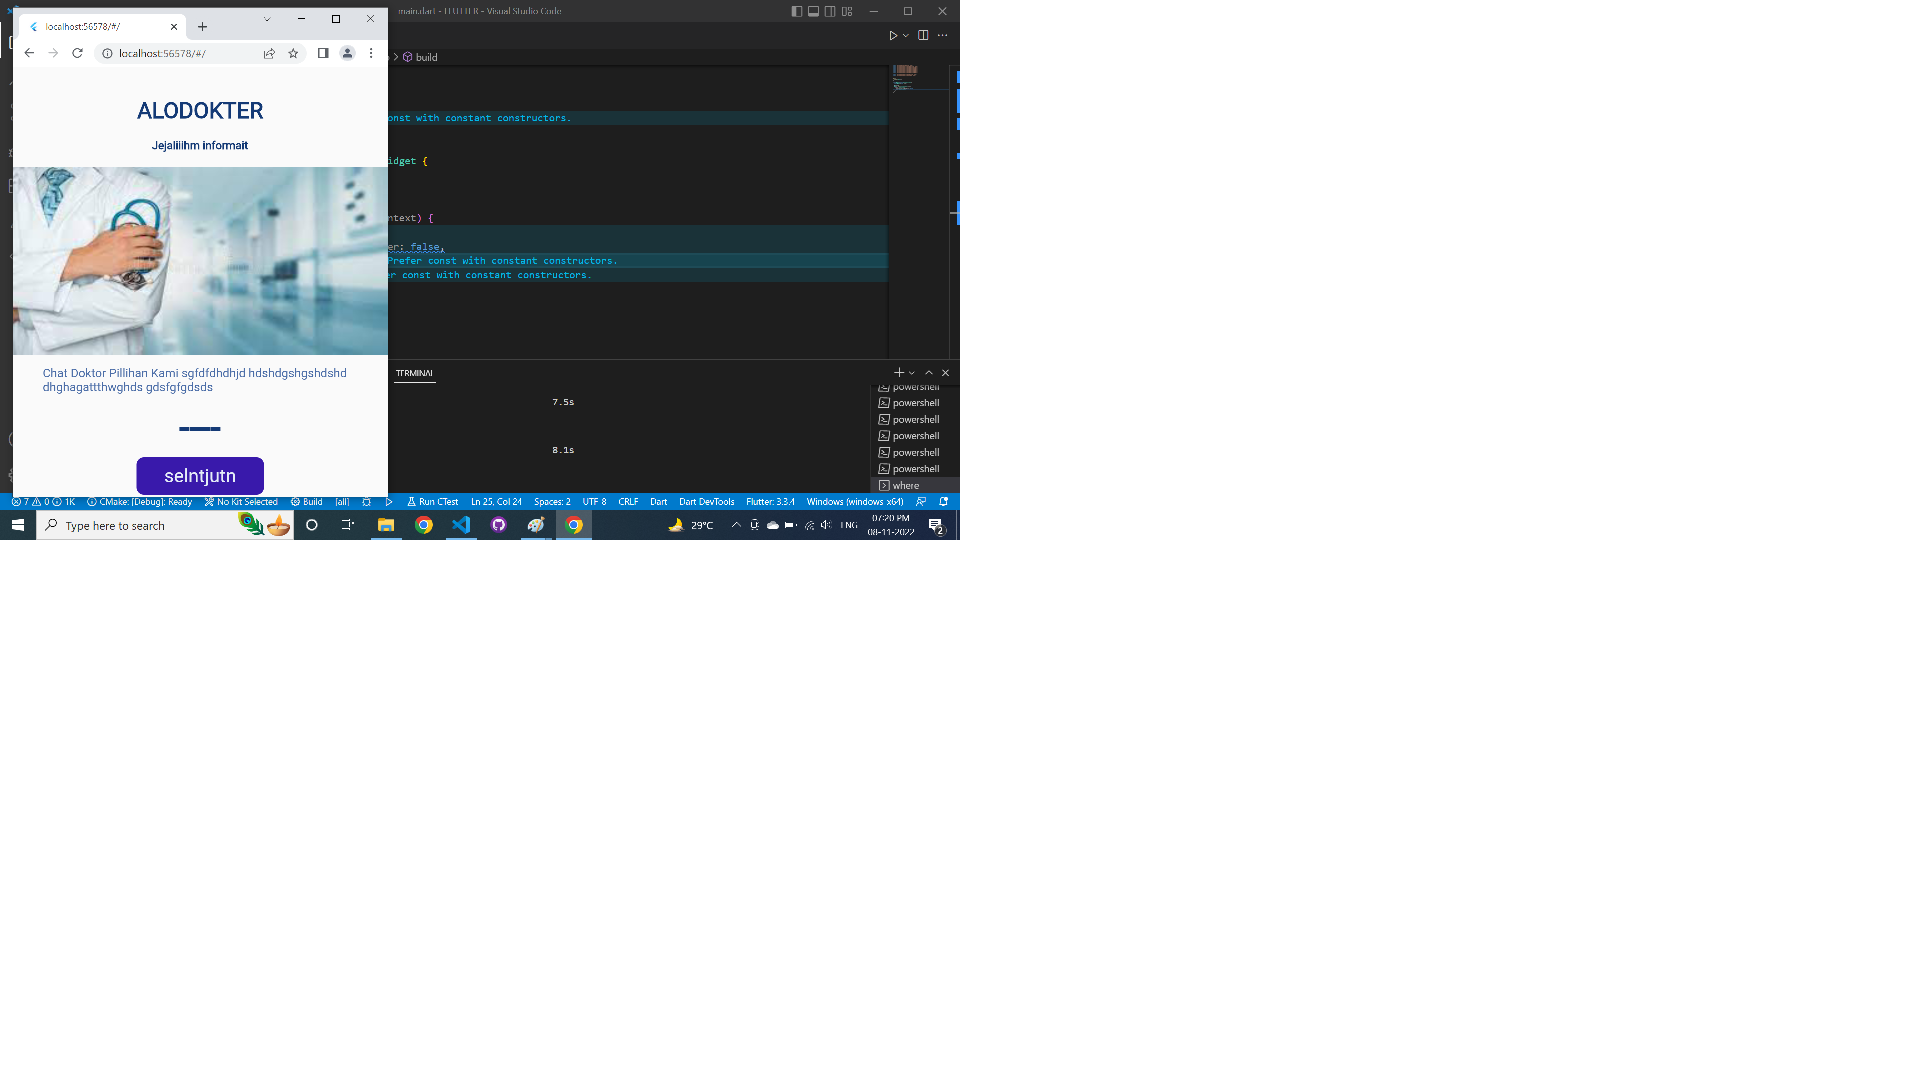 localhost:56578/#/
localhost:56578/#/
ALODOKTER
Jejaliilhm informait
Chat Doktor Pillihan Kami sgfdfdhdhjd hdshdgshgshdshd
dhghagattthwghds gdsfgfgdsds
selntjutn
main.dart - FLUTTER - Visual Studio Code
build
onst with constant constructors.
idget {
ntext) {
er: false,
Prefer const with constant constructors.
er const with constant constructors.
TERMINAL
7.5s
8.1s
powershell
powershell
powershell
powershell
powershell
powershell
where
7 0 1K CMake: [Debug]: Ready No Kit Selected Build [all] Run CTest Ln 25, Col 24 Spaces: 2 UTF-8 CRLF Dart Dart DevTools Flutter: 3.3.4 Windows (windows-x64)
Type here to search
29°C
ENG
07:20 PM
08-11-2022
2